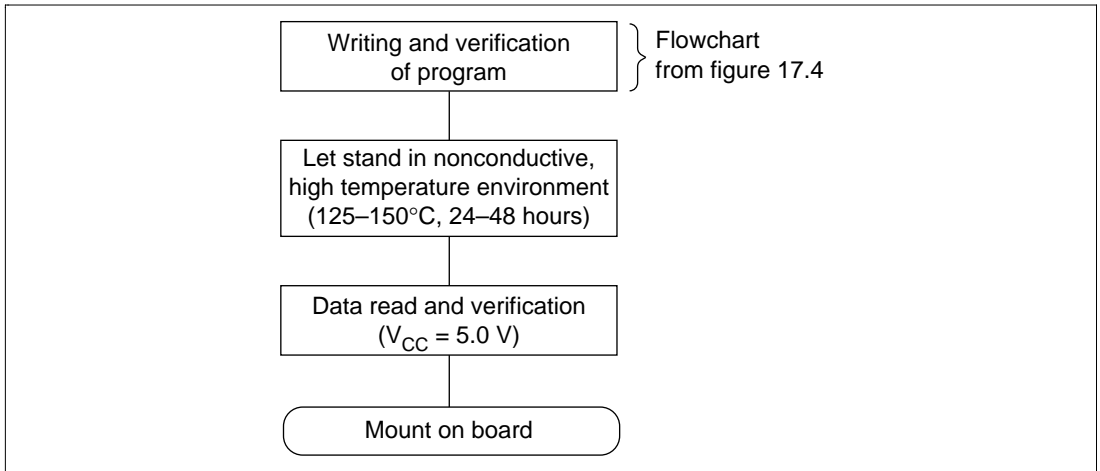 Writing and verification
of program
Flowchart
from figure 17.4
Let stand in nonconductive,
high temperature environment
(125–150°C, 24–48 hours)
Data read and verification
(VCC = 5.0 V)
Mount on board